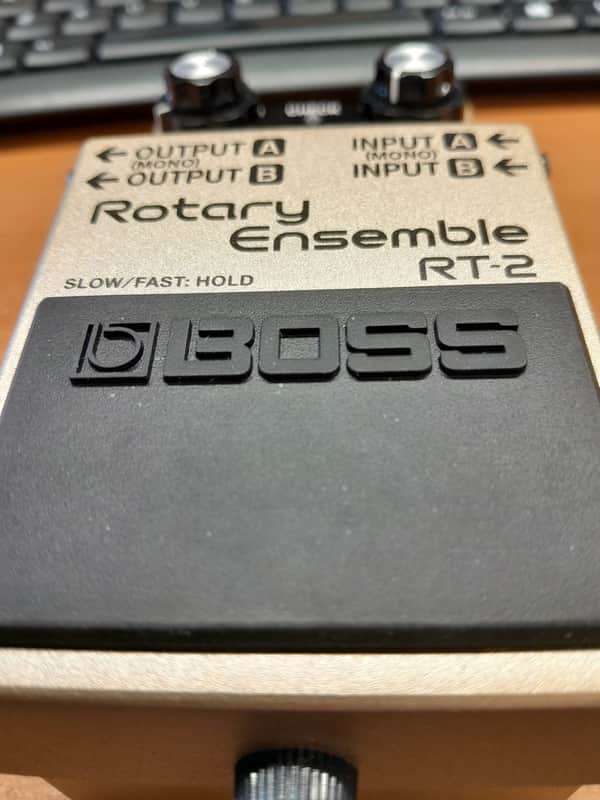 ← OUTPUT A
(MONO)
← OUTPUT B
INPUT A ←
(MONO)
INPUT B ←
Rotary
Ensemble
RT-2
SLOW/FAST: HOLD
BOSS